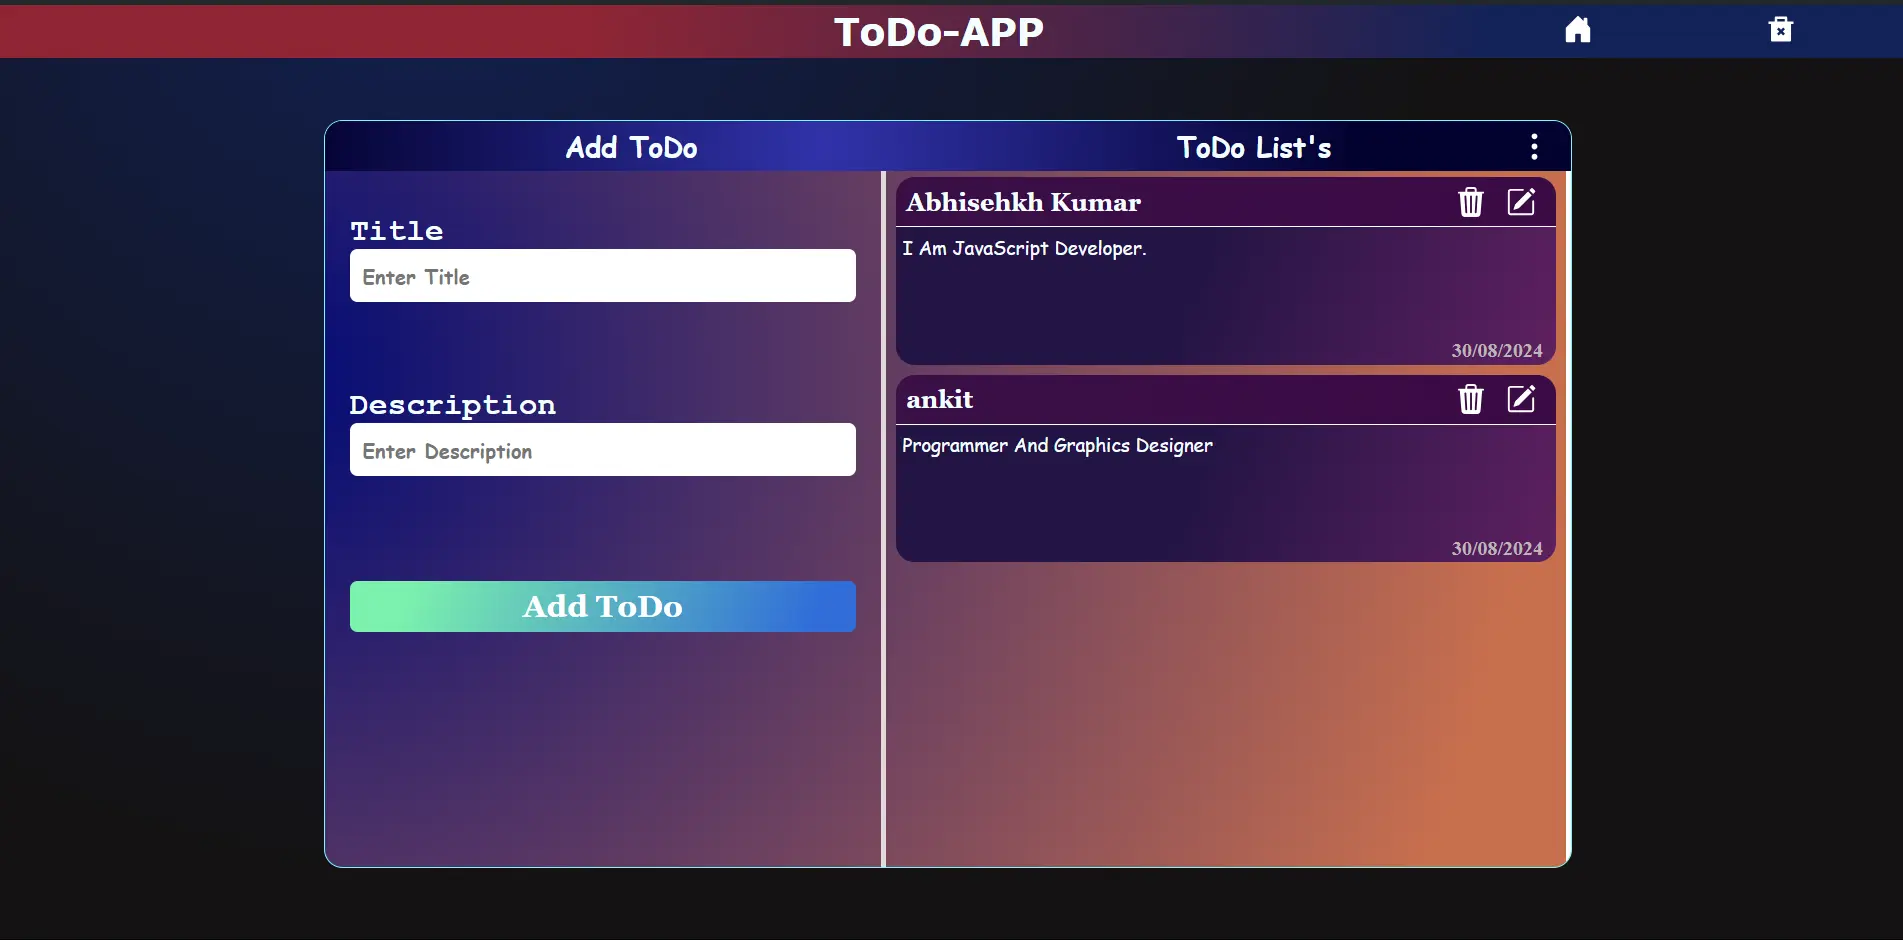 ToDo-APP
Add ToDo
ToDo List's
Title
Enter Title
Description
Enter Description
Add ToDo
Abhisehkh Kumar
I Am JavaScript Developer.
30/08/2024
ankit
Programmer And Graphics Designer
30/08/2024